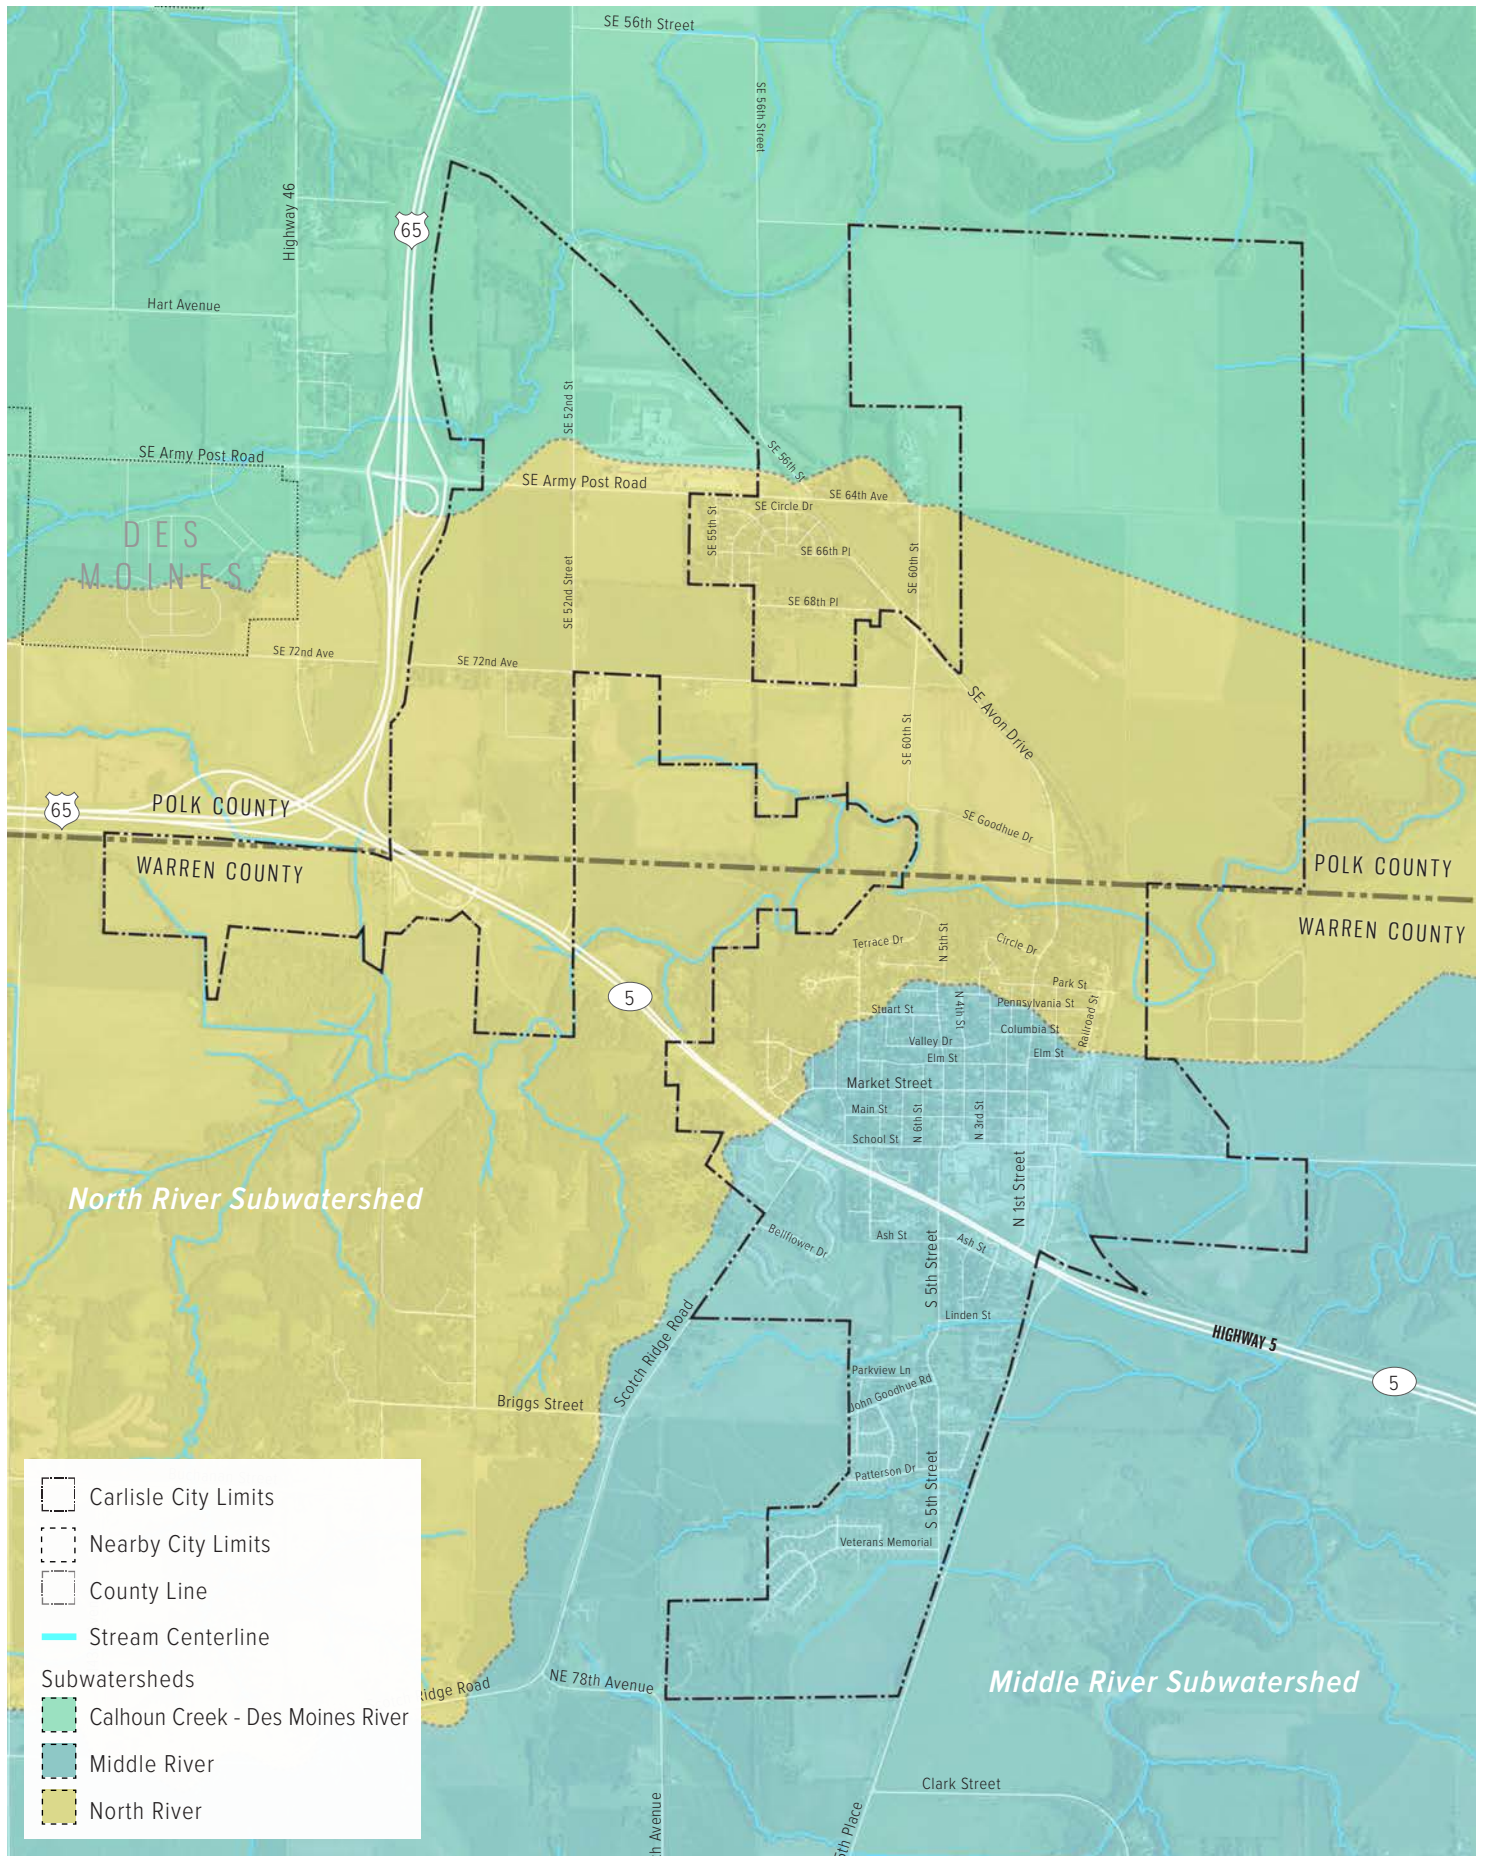 SE 56th Street
SE 56th Street
Highway 46
65
Hart Avenue
SE 52nd St
SE 56th St
SE Army Post Road
SE Army Post Road
SE 64th Ave
SE Circle Dr
SE 55th St
DES
MOINES
SE 66th Pl
SE 60th St
SE 52nd Street
SE 68th Pl
SE 72nd Ave
SE 72nd Ave
SE Avon Drive
SE 60th St
65
POLK COUNTY
SE Goodhue Dr
WARREN COUNTY
POLK COUNTY
WARREN COUNTY
Terrace Dr
N 5th St
Circle Dr
5
Park St
Stuart St
N 4th St
Pennsylvania St
Railroad St
Columbia St
Valley Dr
Elm St
Elm St
Market Street
Main St
N 6th St
N 3rd St
School St
North River Subwatershed
N 1st Street
Bellflower Dr
Ash St
S 5th Street
Ash St
Linden St
HIGHWAY 5
Scotch Ridge Road
Parkview Ln
5
John Goodhue Rd
Briggs Street
Patterson Dr
S 5th Street
Veterans Memorial
Carlisle City Limits
Nearby City Limits
County Line
Stream Centerline
Subwatersheds
Calhoun Creek - Des Moines River
Middle River
North River
Ridge Road
NE 78th Avenue
Middle River Subwatershed
Clark Street
th Avenue
5th Place